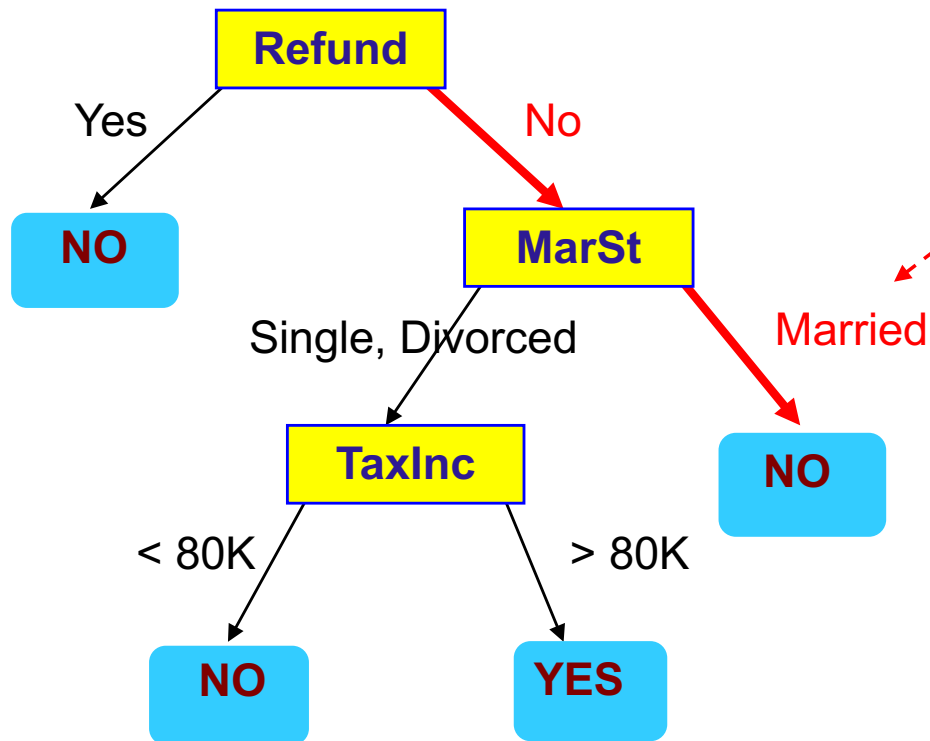 Refund
Yes
No
NO
MarSt
Single, Divorced
Married
TaxInc
NO
< 80K
> 80K
NO
YES